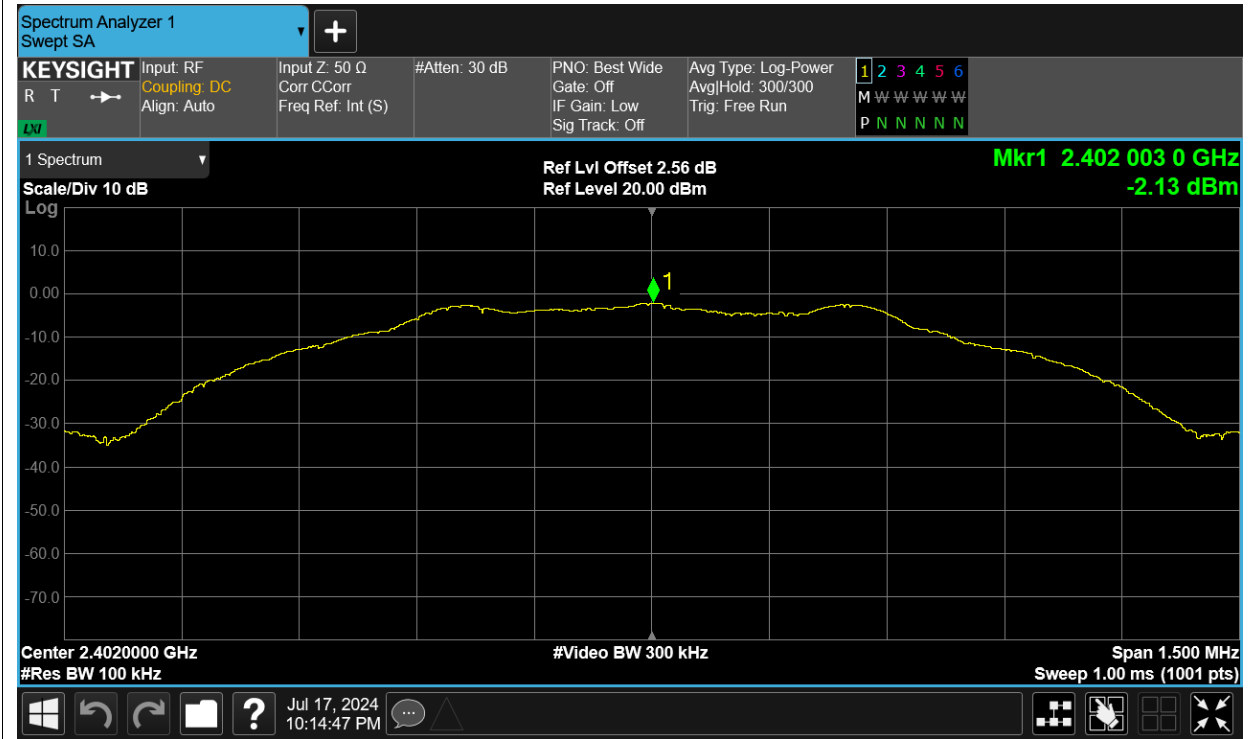 Spectrum Analyzer 1
Swept SA
+
KEYSIGHT
R T
LXI
Input: RF
Coupling: DC
Align: Auto
Input Z: 50 Ω
Corr CCorr
Freq Ref: Int (S)
#Atten: 30 dB
PNO: Best Wide
Gate: Off
IF Gain: Low
Sig Track: Off
Avg Type: Log-Power
Avg|Hold: 300/300
Trig: Free Run
1 2 3 4 5 6
M W W W W W
P N N N N N
1 Spectrum
Scale/Div 10 dB
Log
Ref Lvl Offset 2.56 dB
Ref Level 20.00 dBm
Mkr1 2.402 003 0 GHz
-2.13 dBm
10.0
0.00
-10.0
-20.0
-30.0
-40.0
-50.0
-60.0
-70.0
1
Center 2.4020000 GHz
#Res BW 100 kHz
#Video BW 300 kHz
Span 1.500 MHz
Sweep 1.00 ms (1001 pts)
?
Jul 17, 2024
10:14:47 PM